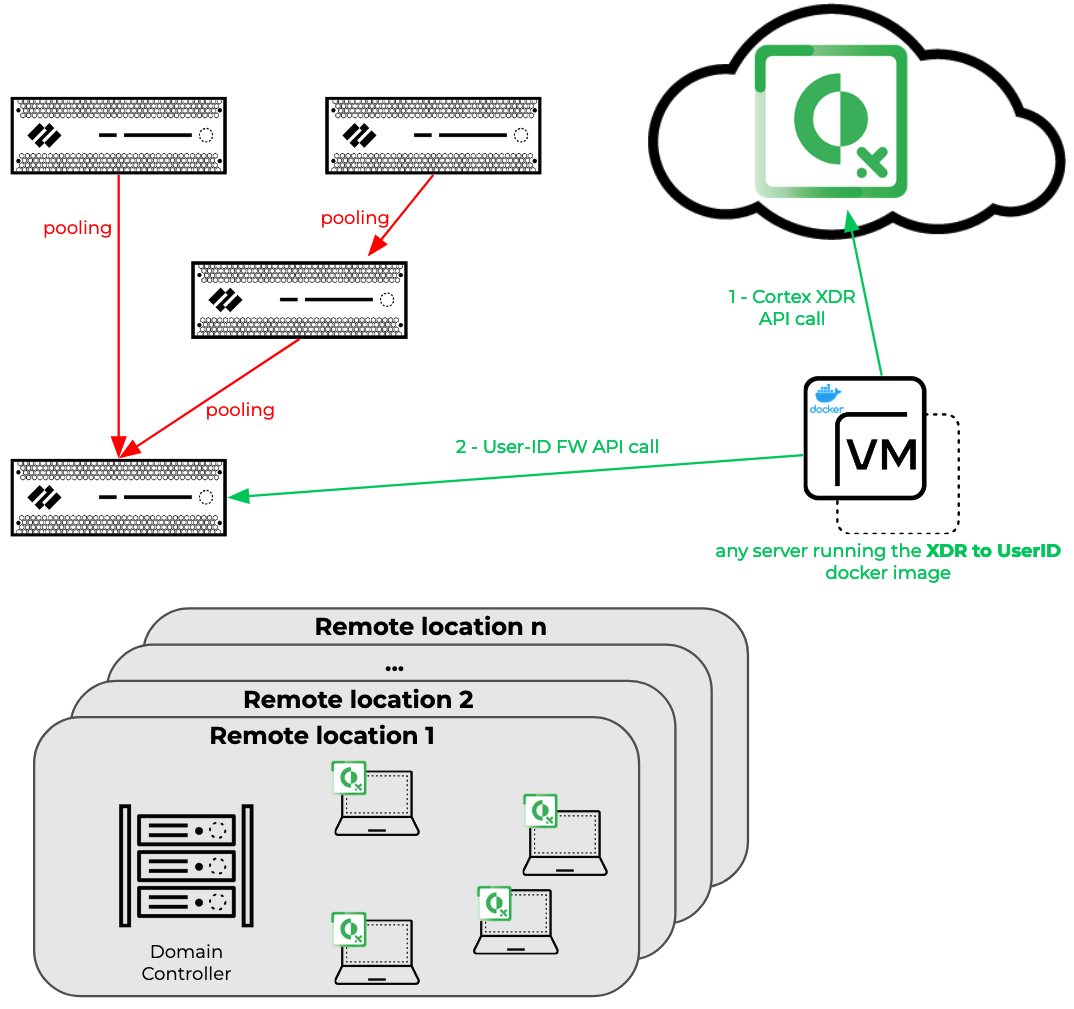 pooling
pooling
1 - Cortex XDR
API call
docker
pooling
2 - User-ID FW API call
VM
any server running the XDR to UserID
docker image
Remote location n
...
Remote location 2
Remote location 1
Domain
Controller